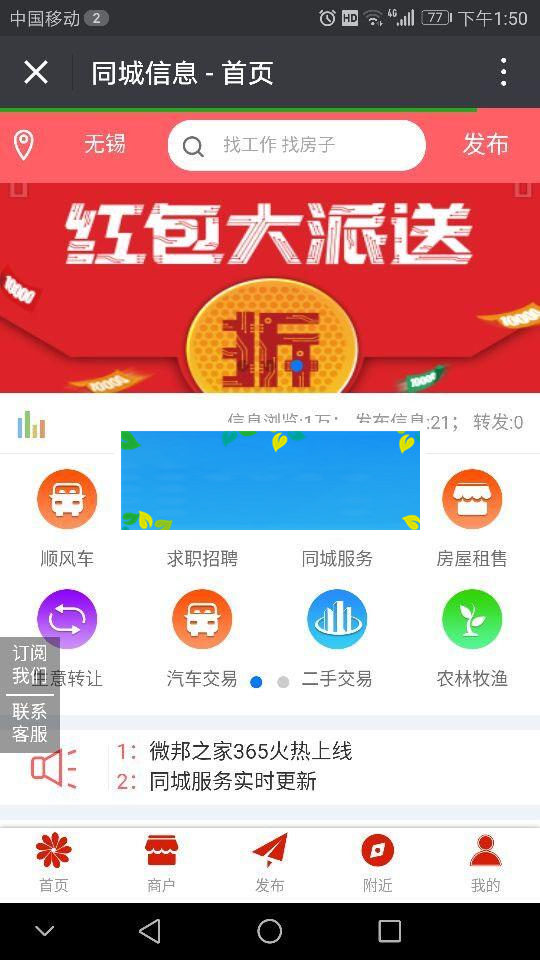 中国移动 2 HD 4G 77 下午1:50
同城信息 - 首页
无锡 找工作 找房子 发布
红包大派送
10000
10000
拆
10000
1000
信息浏览:1万； 发布信息:21； 转发:0
顺风车 求职招聘 同城服务 房屋租售
生意转让 汽车交易 二手交易 农林牧渔
订阅
我们
联系
客服
1：微邦之家365火热上线
2：同城服务实时更新
首页 商户 发布 附近 我的